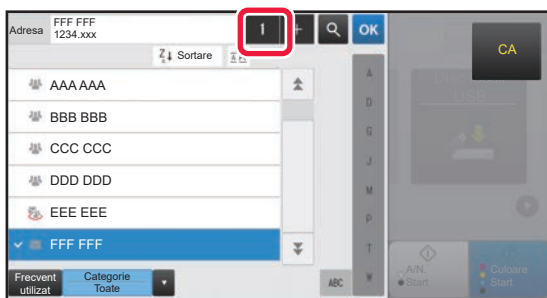 Adresa
FFF FFF
1234.xxx
1
+
OK
CA
Sortare
AAA AAA
BBB BBB
CCC CCC
DDD DDD
EEE EEE
FFF FFF
A
D
G
J
M
P
T
W
USB
Frecvent
utilizat
Categorie
Toate
ABC
A/N.
Start
Culoare
Start